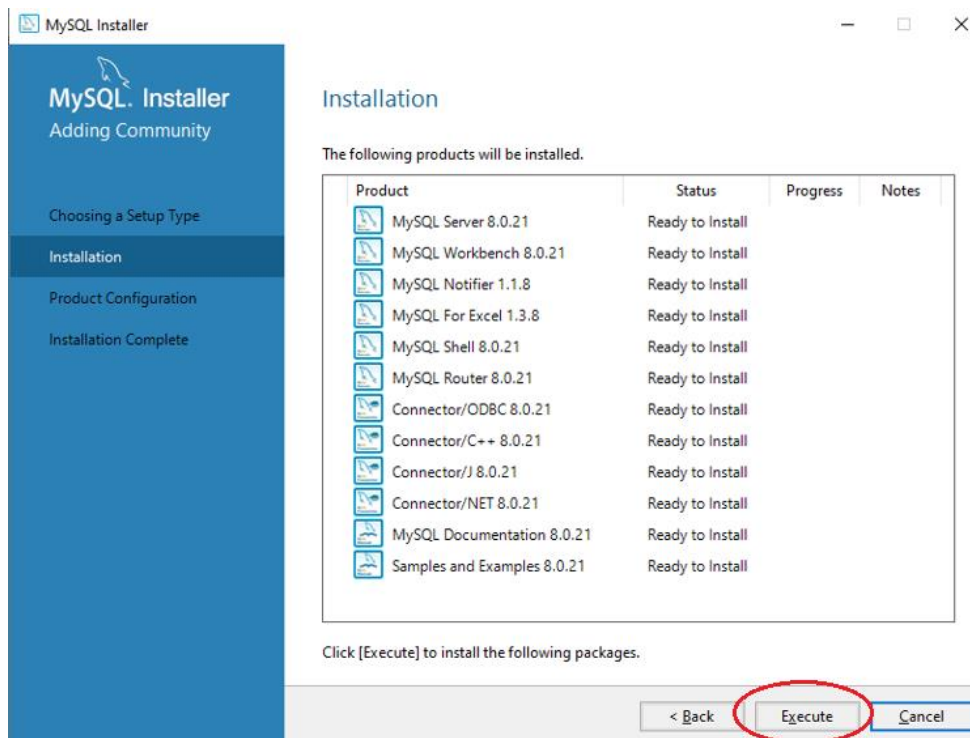 MySQL Installer
MySQL. Installer
Adding Community
Choosing a Setup Type
Installation
Product Configuration
Installation Complete
Installation
The following products will be installed.
Product Status Progress Notes
MySQL Server 8.0.21 Ready to Install
MySQL Workbench 8.0.21 Ready to Install
MySQL Notifier 1.1.8 Ready to Install
MySQL For Excel 1.3.8 Ready to Install
MySQL Shell 8.0.21 Ready to Install
MySQL Router 8.0.21 Ready to Install
Connector/ODBC 8.0.21 Ready to Install
Connector/C++ 8.0.21 Ready to Install
Connector/J 8.0.21 Ready to Install
Connector/NET 8.0.21 Ready to Install
MySQL Documentation 8.0.21 Ready to Install
Samples and Examples 8.0.21 Ready to Install
Click [Execute] to install the following packages.
< Back Execute Cancel